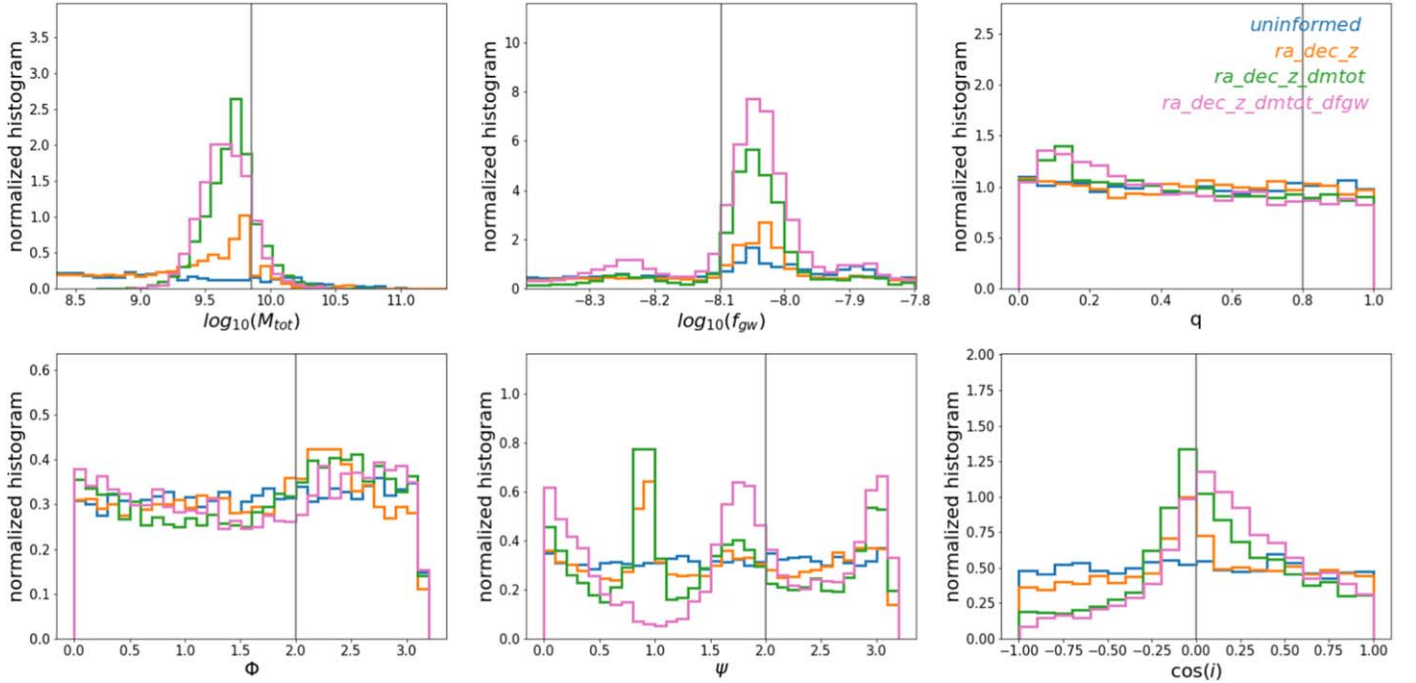 normalized histogram
3.5
3.0
2.5
2.0
1.5
1.0
0.5
0.0
8.5 9.0 9.5 10.0 10.5 11.0
log10(Mtot)
normalized histogram
10
8
6
4
2
0
−8.3 −8.2 −8.1 −8.0 −7.9 −7.8
log10(fgw)
normalized histogram
2.5
2.0
1.5
1.0
0.5
0.0
uninformed
ra_dec_z
ra_dec_z_dmtot
ra_dec_z_dmtot_dfgw
0.0 0.2 0.4 0.6 0.8 1.0
q
normalized histogram
0.6
0.5
0.4
0.3
0.2
0.1
0.0
0.0 0.5 1.0 1.5 2.0 2.5 3.0
Φ
normalized histogram
1.0
0.8
0.6
0.4
0.2
0.0
0.0 0.5 1.0 1.5 2.0 2.5 3.0
ψ
normalized histogram
2.00
1.75
1.50
1.25
1.00
0.75
0.50
0.25
0.00
−1.00 −0.75 −0.50 −0.25 0.00 0.25 0.50 0.75 1.00
cos(i)